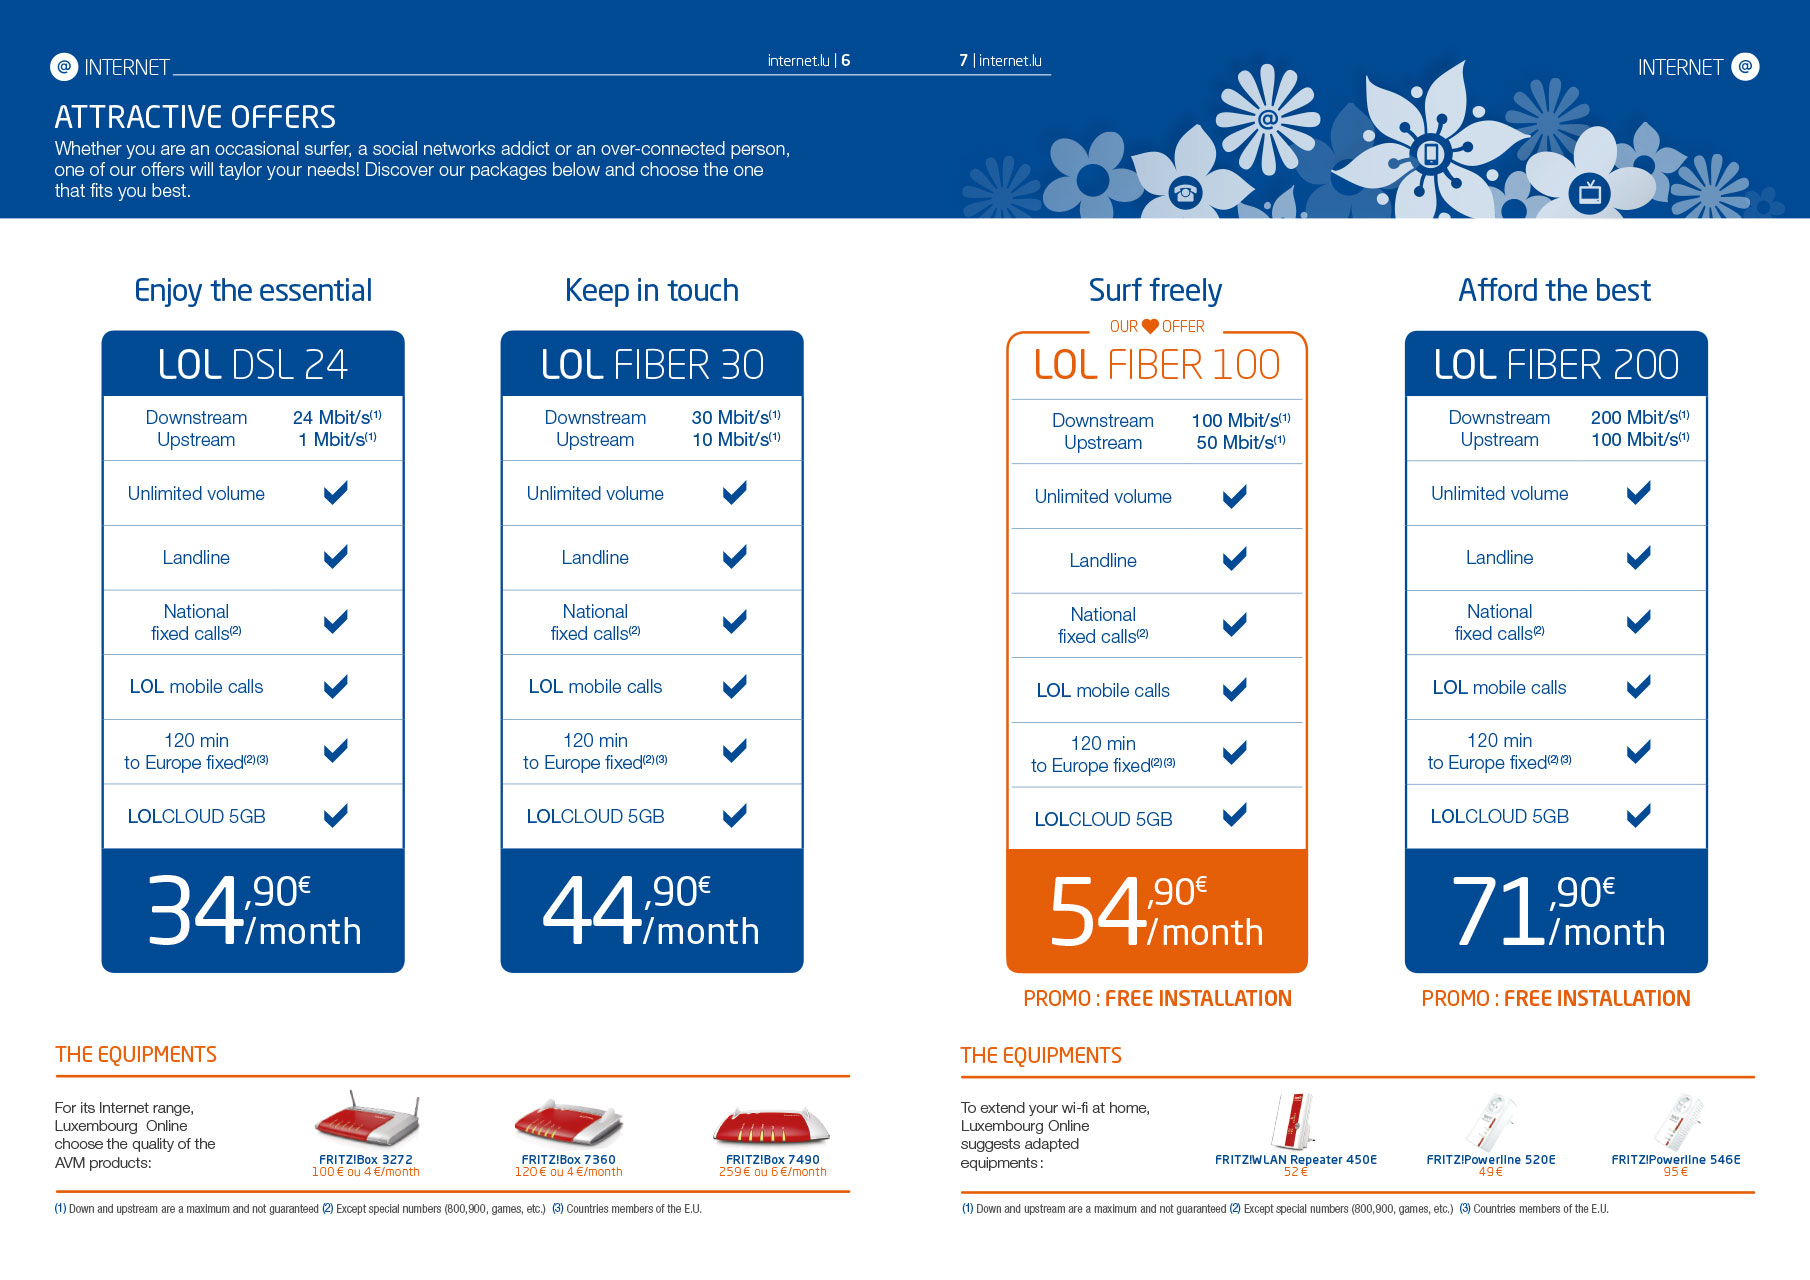 @ INTERNET
internet.lu | 6
7 | internet.lu
INTERNET @
ATTRACTIVE OFFERS
Whether you are an occasional surfer, a social networks addict or an over-connected person,
one of our offers will taylor your needs! Discover our packages below and choose the one
that fits you best.
@
Enjoy the essential
LOL DSL 24
Downstream 24 Mbit/s(1)
Upstream 1 Mbit/s(1)
Unlimited volume
Landline
National
fixed calls(2)
LOL mobile calls
120 min
to Europe fixed(2)(3)
LOLCLOUD 5GB
34,90€
/month
Keep in touch
LOL FIBER 30
Downstream 30 Mbit/s(1)
Upstream 10 Mbit/s(1)
Unlimited volume
Landline
National
fixed calls(2)
LOL mobile calls
120 min
to Europe fixed(2)(3)
LOLCLOUD 5GB
44,90€
/month
Surf freely
OUR OFFER
LOL FIBER 100
Downstream 100 Mbit/s(1)
Upstream 50 Mbit/s(1)
Unlimited volume
Landline
National
fixed calls(2)
LOL mobile calls
120 min
to Europe fixed(2)(3)
LOLCLOUD 5GB
54,90€
/month
PROMO : FREE INSTALLATION
Afford the best
LOL FIBER 200
Downstream 200 Mbit/s(1)
Upstream 100 Mbit/s(1)
Unlimited volume
Landline
National
fixed calls(2)
LOL mobile calls
120 min
to Europe fixed(2)(3)
LOLCLOUD 5GB
71,90€
/month
PROMO : FREE INSTALLATION
THE EQUIPMENTS
For its Internet range,
Luxembourg Online
choose the quality of the
AVM products:
FRITZ!Box 3272
100 € ou 4 €/month
FRITZ!Box 7360
120 € ou 4 €/month
FRITZ!Box 7490
259 € ou 6 €/month
(1) Down and upstream are a maximum and not guaranteed (2) Except special numbers (800,900, games, etc.) (3) Countries members of the E.U.
THE EQUIPMENTS
To extend your wi-fi at home,
Luxembourg Online
suggests adapted
equipments :
FRITZ!WLAN Repeater 450E
52 €
FRITZ!Powerline 520E
49 €
FRITZ!Powerline 546E
95 €
(1) Down and upstream are a maximum and not guaranteed (2) Except special numbers (800,900, games, etc.) (3) Countries members of the E.U.